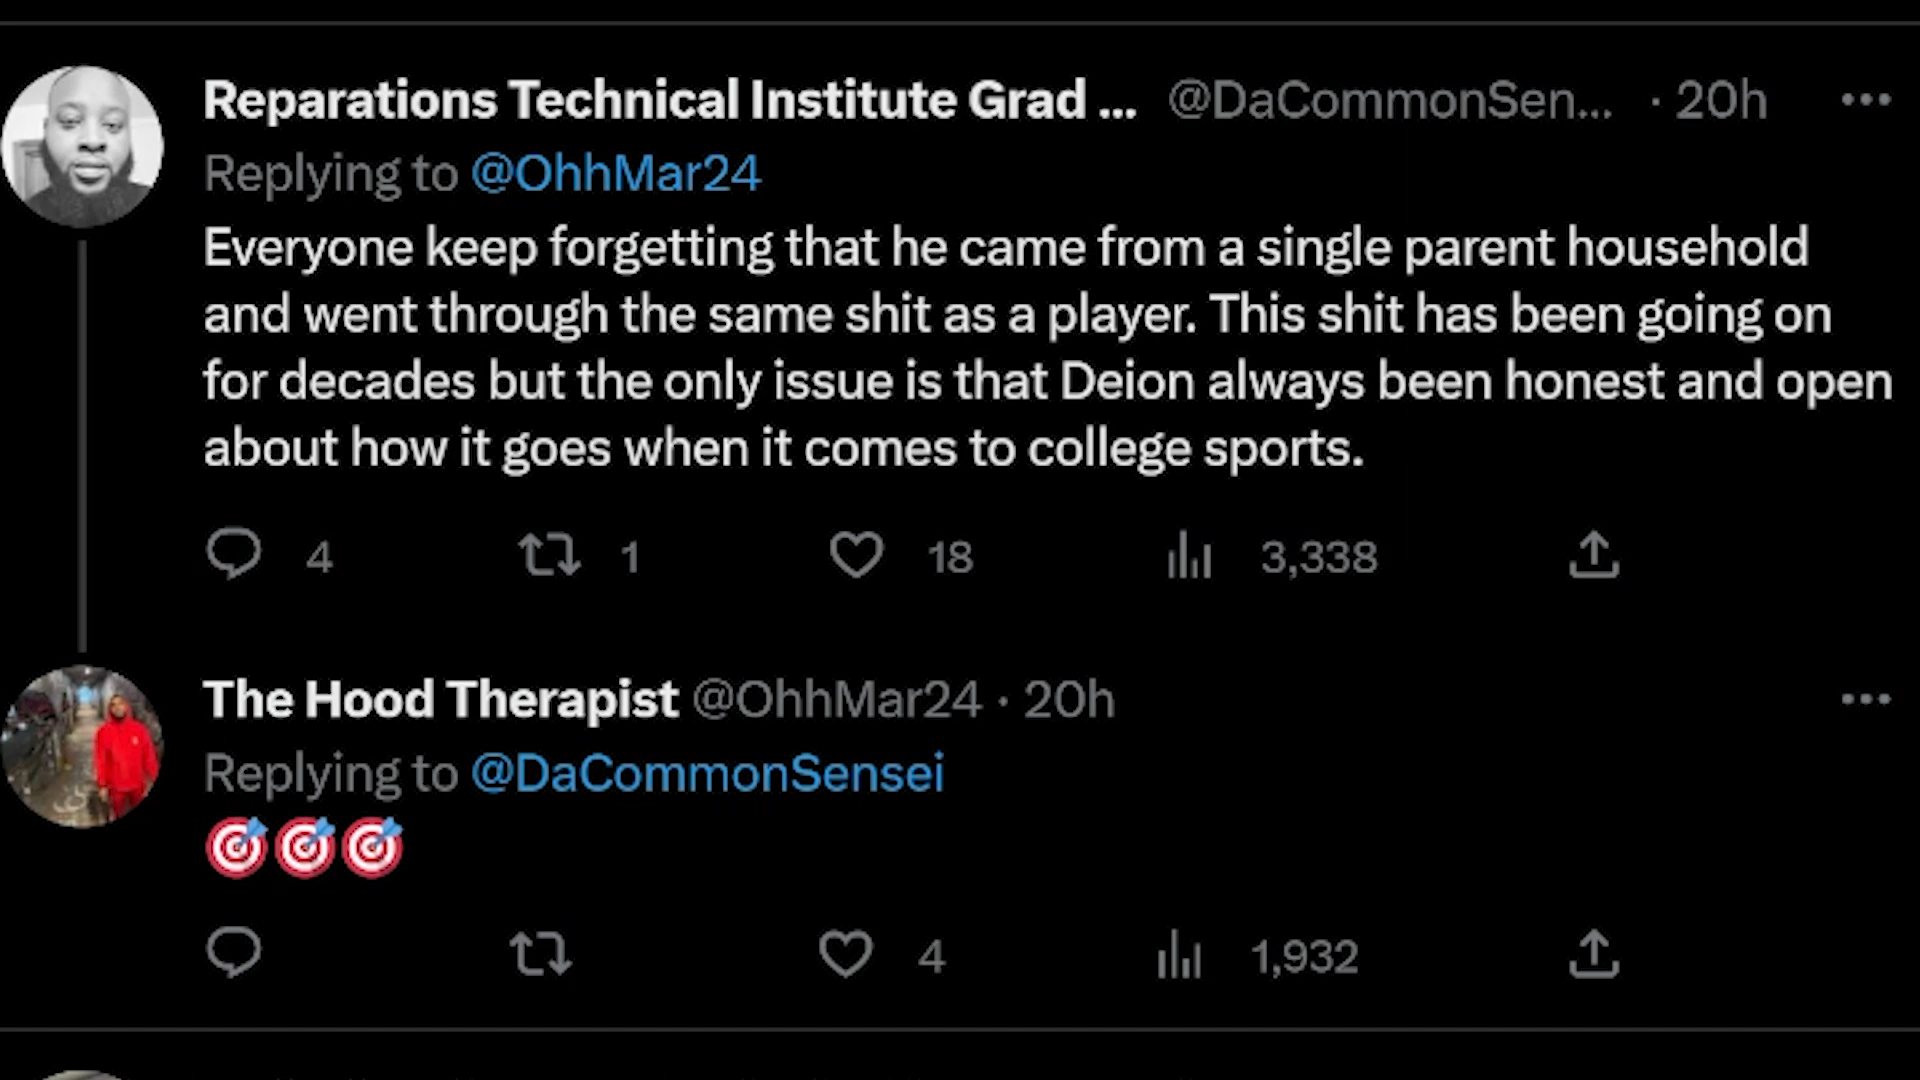 Reparations Technical Institute Grad ... @DaCommonSen... · 20h
Replying to @OhhMar24
Everyone keep forgetting that he came from a single parent household
and went through the same shit as a player. This shit has been going on
for decades but the only issue is that Deion always been honest and open
about how it goes when it comes to college sports.
4 1 18 3,338
The Hood Therapist @OhhMar24 · 20h
Replying to @DaCommonSensei
🎯🎯🎯
4 1,932